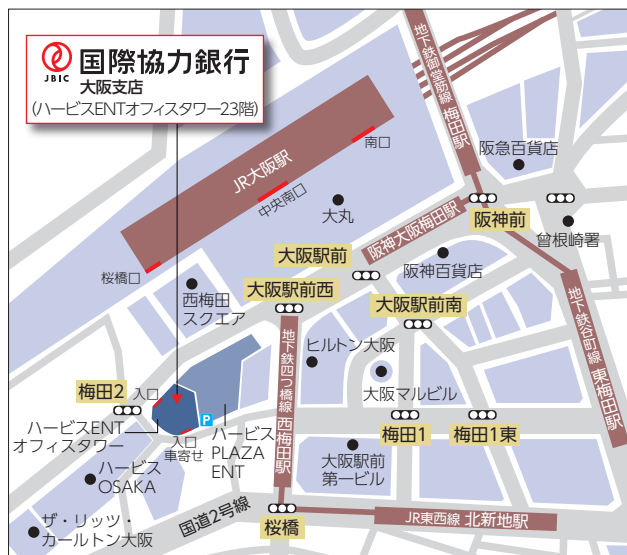 JBIC
国際協力銀行
大阪支店
(ハービスENTオフィスタワー23階)
地下鉄御堂筋線 梅田駅
阪急百貨店
南口
JR大阪駅
中央南口
大丸
阪神大阪梅田駅
阪神前
曾根崎署
桜橋口
西梅田
スクエア
大阪駅前
阪神百貨店
大阪駅前西
大阪駅前南
地下鉄谷町線 東梅田駅
地下鉄四つ橋線 西梅田駅
ヒルトン大阪
大阪マルビル
梅田2
入口
P
梅田1
梅田1東
ハービスENT
オフィスタワー
入口
車寄せ
ハービス
PLAZA
ENT
大阪駅前
第一ビル
ハービス
OSAKA
国道2号線
桜橋
JR東西線 北新地駅
ザ・リッツ・
カールトン大阪